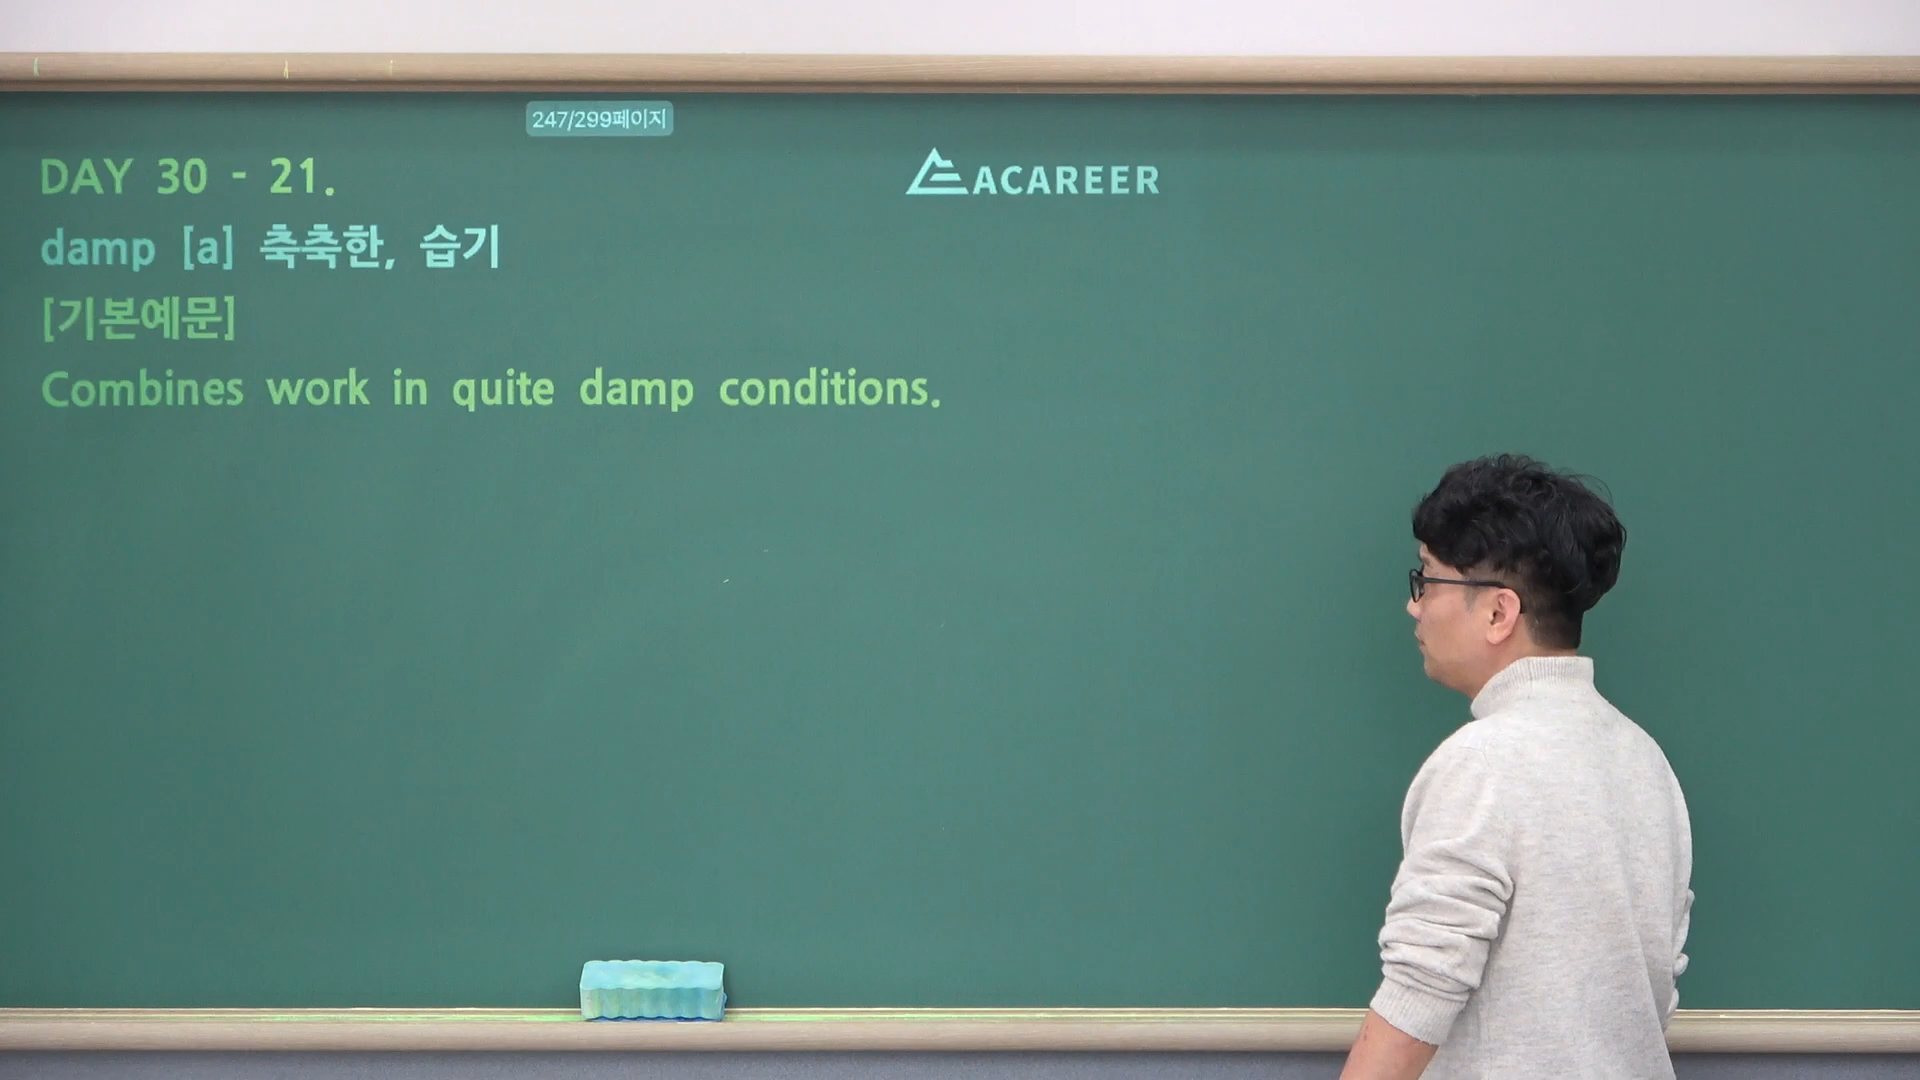 247/299페이지
DAY 30 - 21.
ACAREER
damp [a] 축축한, 습기
[기본예문]
Combines work in quite damp conditions.